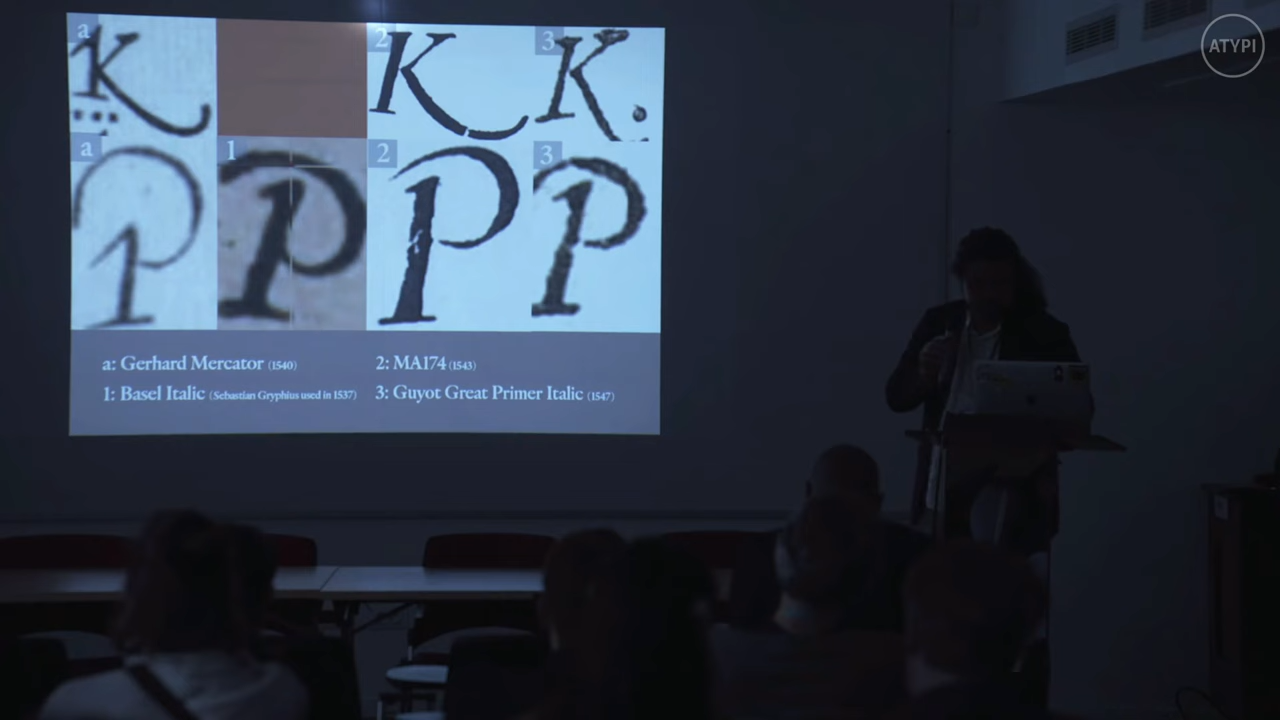 ATYPI
a 2 3
K K K.
a 1 2 3
P P P P
a: Gerhard Mercator (1540)
1: Basel Italic (Sebastian Gryphius used in 1537)
2: MA174 (1543)
3: Guyot Great Primer Italic (1547)